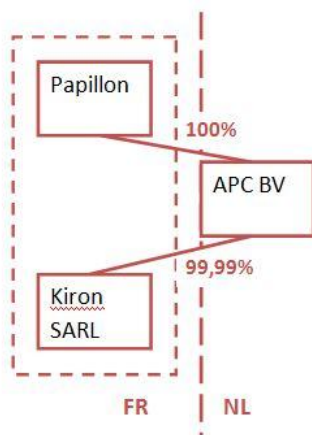 Papillon
100%
APC BV
99,99%
Kiron
SARL
FR
NL